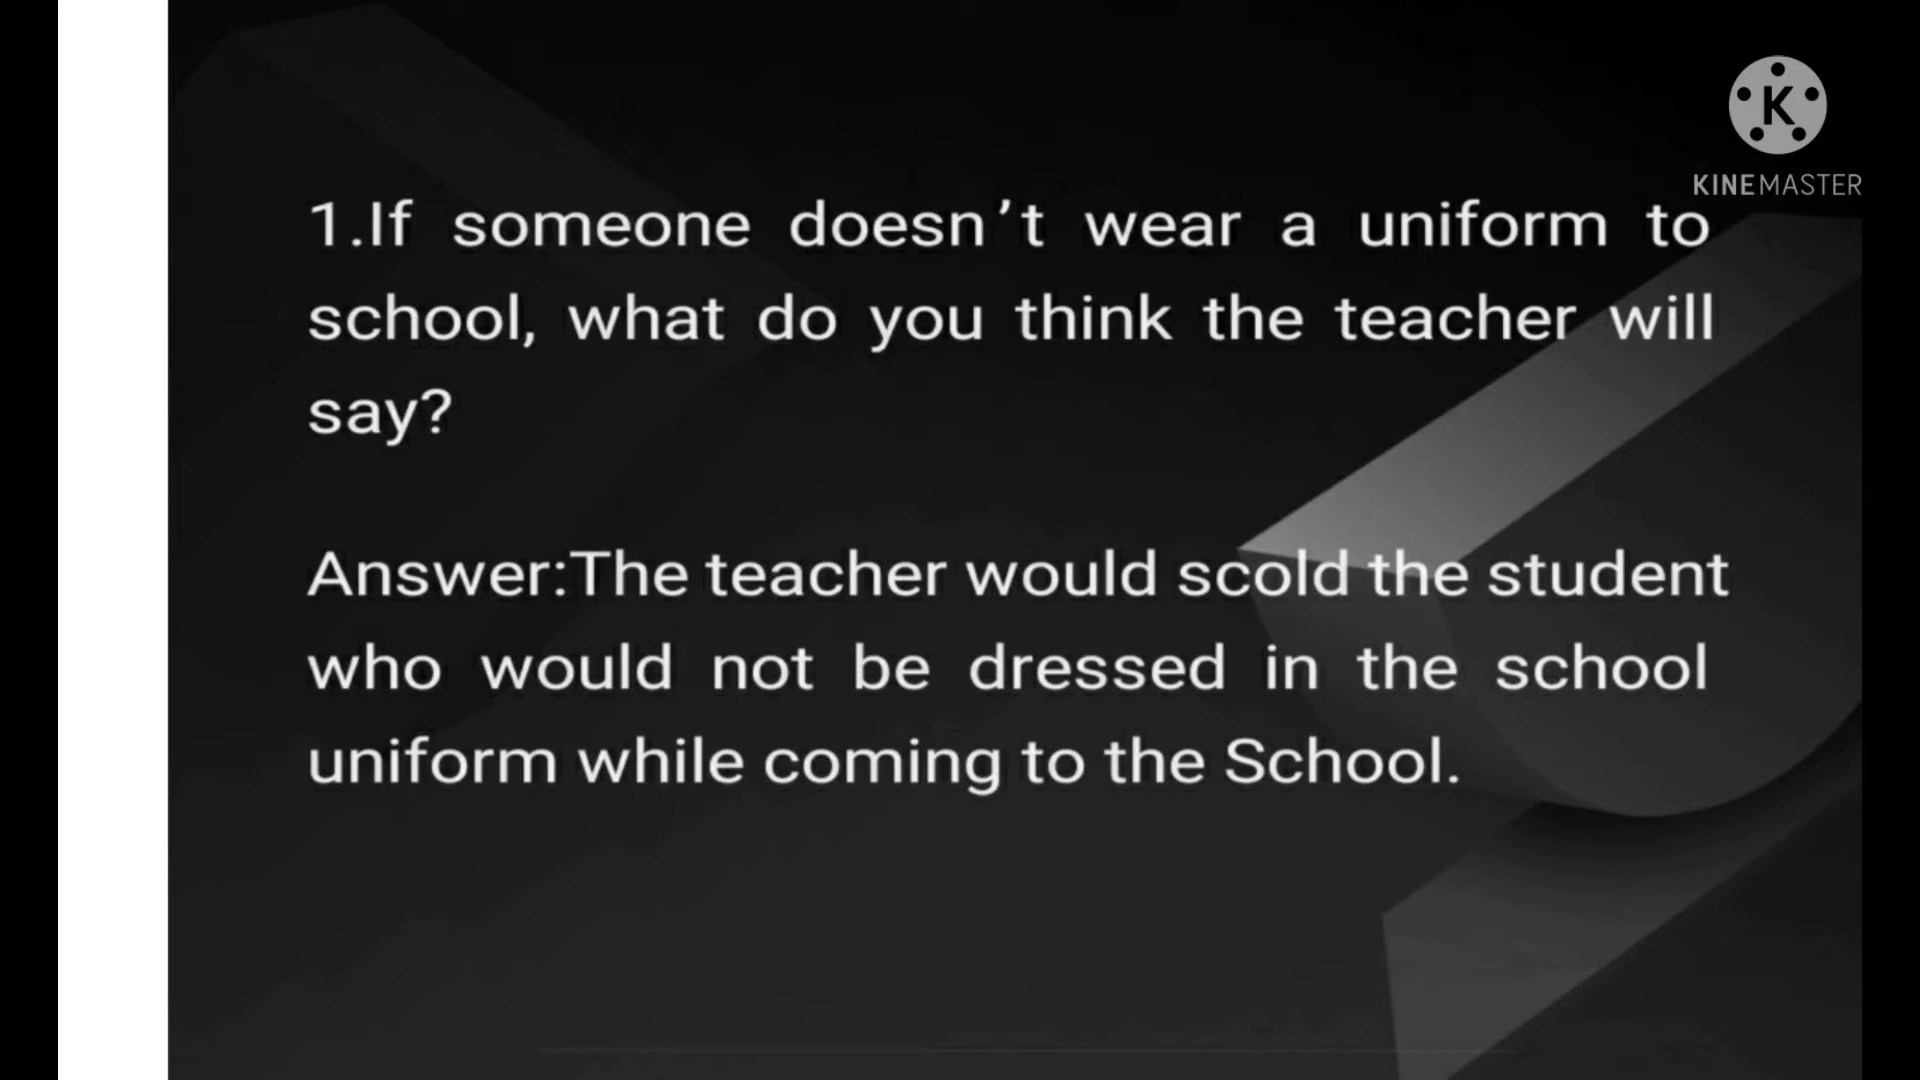 K
KINEMASTER
1.If someone doesn’t wear a uniform to
school, what do you think the teacher will
say?
Answer:The teacher would scold the student
who would not be dressed in the school
uniform while coming to the School.